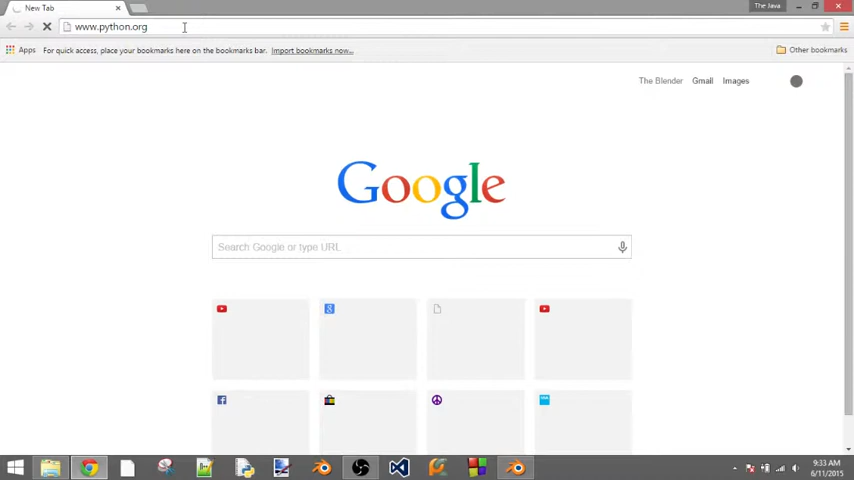 New Tab
The Java
www.python.org
Apps
For quick access, place your bookmarks here on the bookmarks bar. Import bookmarks now...
Other bookmarks
The Blender Gmail Images
Google
Search Google or type URL
9:33 AM
6/11/2015